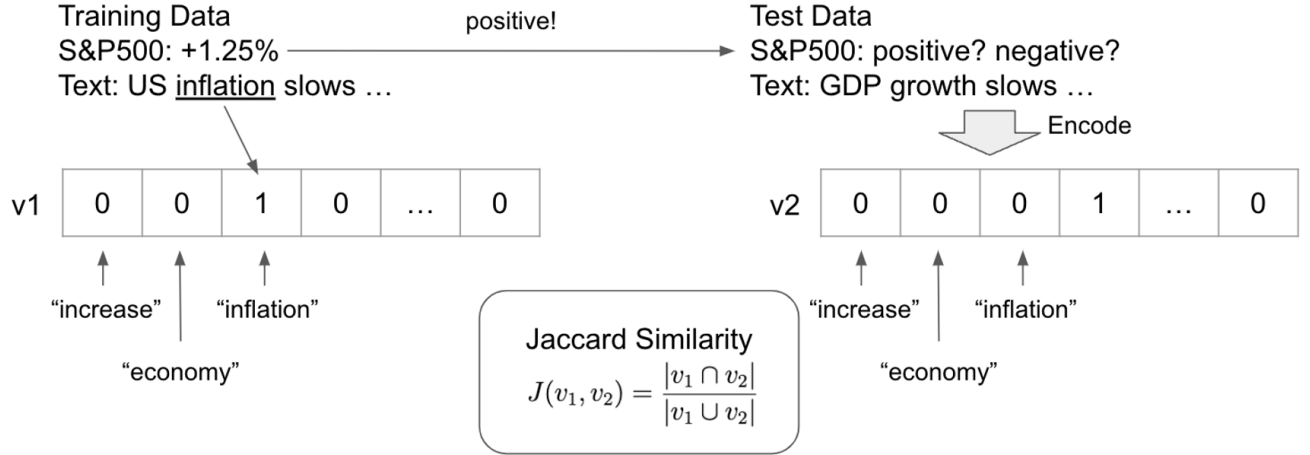 Training Data
S&P500: +1.25%
Text: US inflation slows …
positive!
Test Data
S&P500: positive? negative?
Text: GDP growth slows …
Encode
v1 0 0 1 0 … 0
"increase" "inflation"
"economy"
v2 0 0 0 1 … 0
"increase" "inflation"
"economy"
Jaccard Similarity
J(v₁, v₂) = |v₁ ∩ v₂| / |v₁ ∪ v₂|